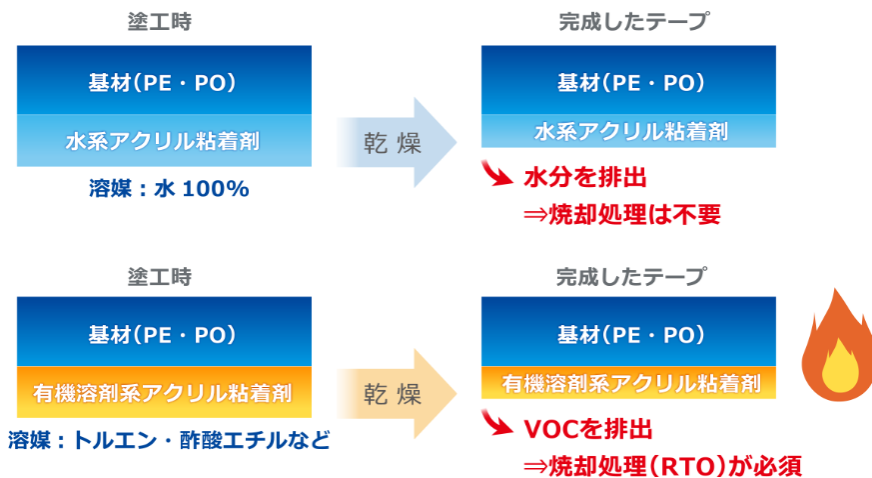 塗工時
完成したテープ
基材(PE・PO)
水系アクリル粘着剤
乾 燥
基材(PE・PO)
水系アクリル粘着剤
溶媒：水 100%
水分を排出
⇒焼却処理は不要
塗工時
完成したテープ
基材(PE・PO)
有機溶剤系アクリル粘着剤
乾 燥
基材(PE・PO)
有機溶剤系アクリル粘着剤
溶媒：トルエン・酢酸エチルなど
VOCを排出
⇒焼却処理(RTO)が必須